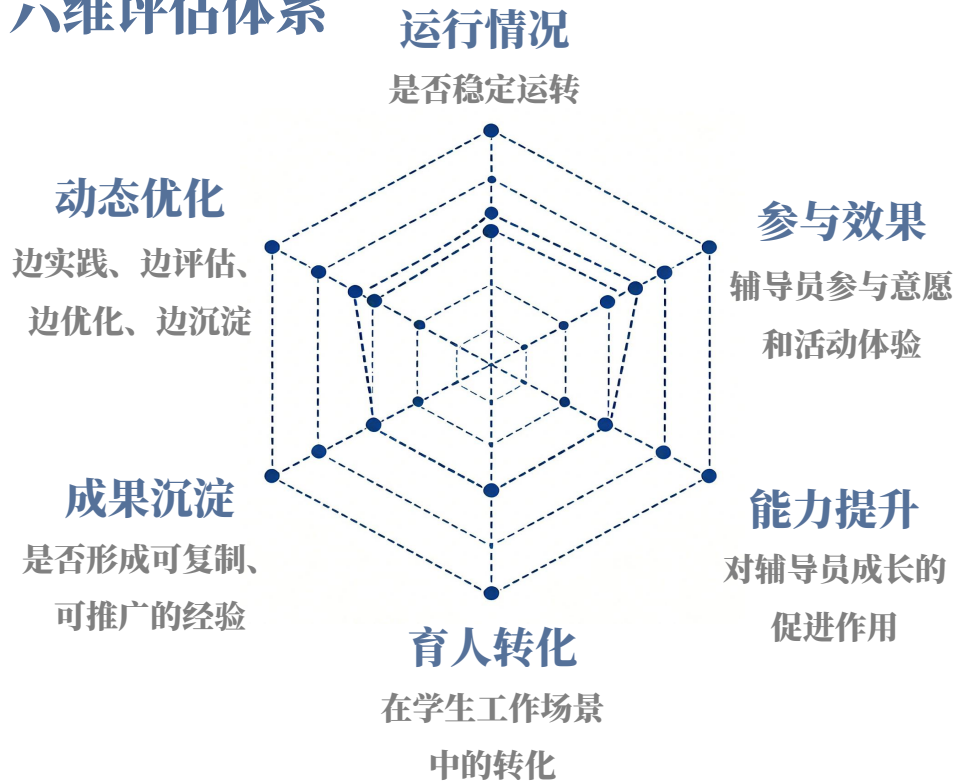 六维评估体系
运行情况
是否稳定运转
动态优化
边实践、边评估、
边优化、边沉淀
参与效果
辅导员参与意愿
和活动体验
成果沉淀
是否形成可复制、
可推广的经验
能力提升
对辅导员成长的
促进作用
育人转化
在学生工作场景
中的转化